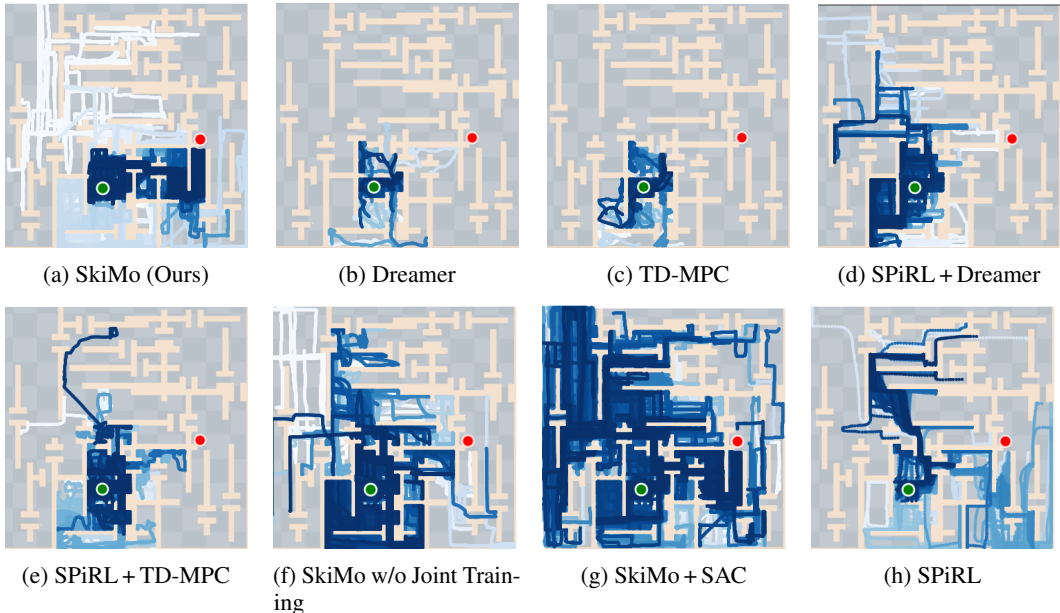 (a) SkiMo (Ours)
(b) Dreamer
(c) TD-MPC
(d) SPiRL + Dreamer
(e) SPiRL + TD-MPC
(f) SkiMo w/o Joint Train-
ing
(g) SkiMo + SAC
(h) SPiRL